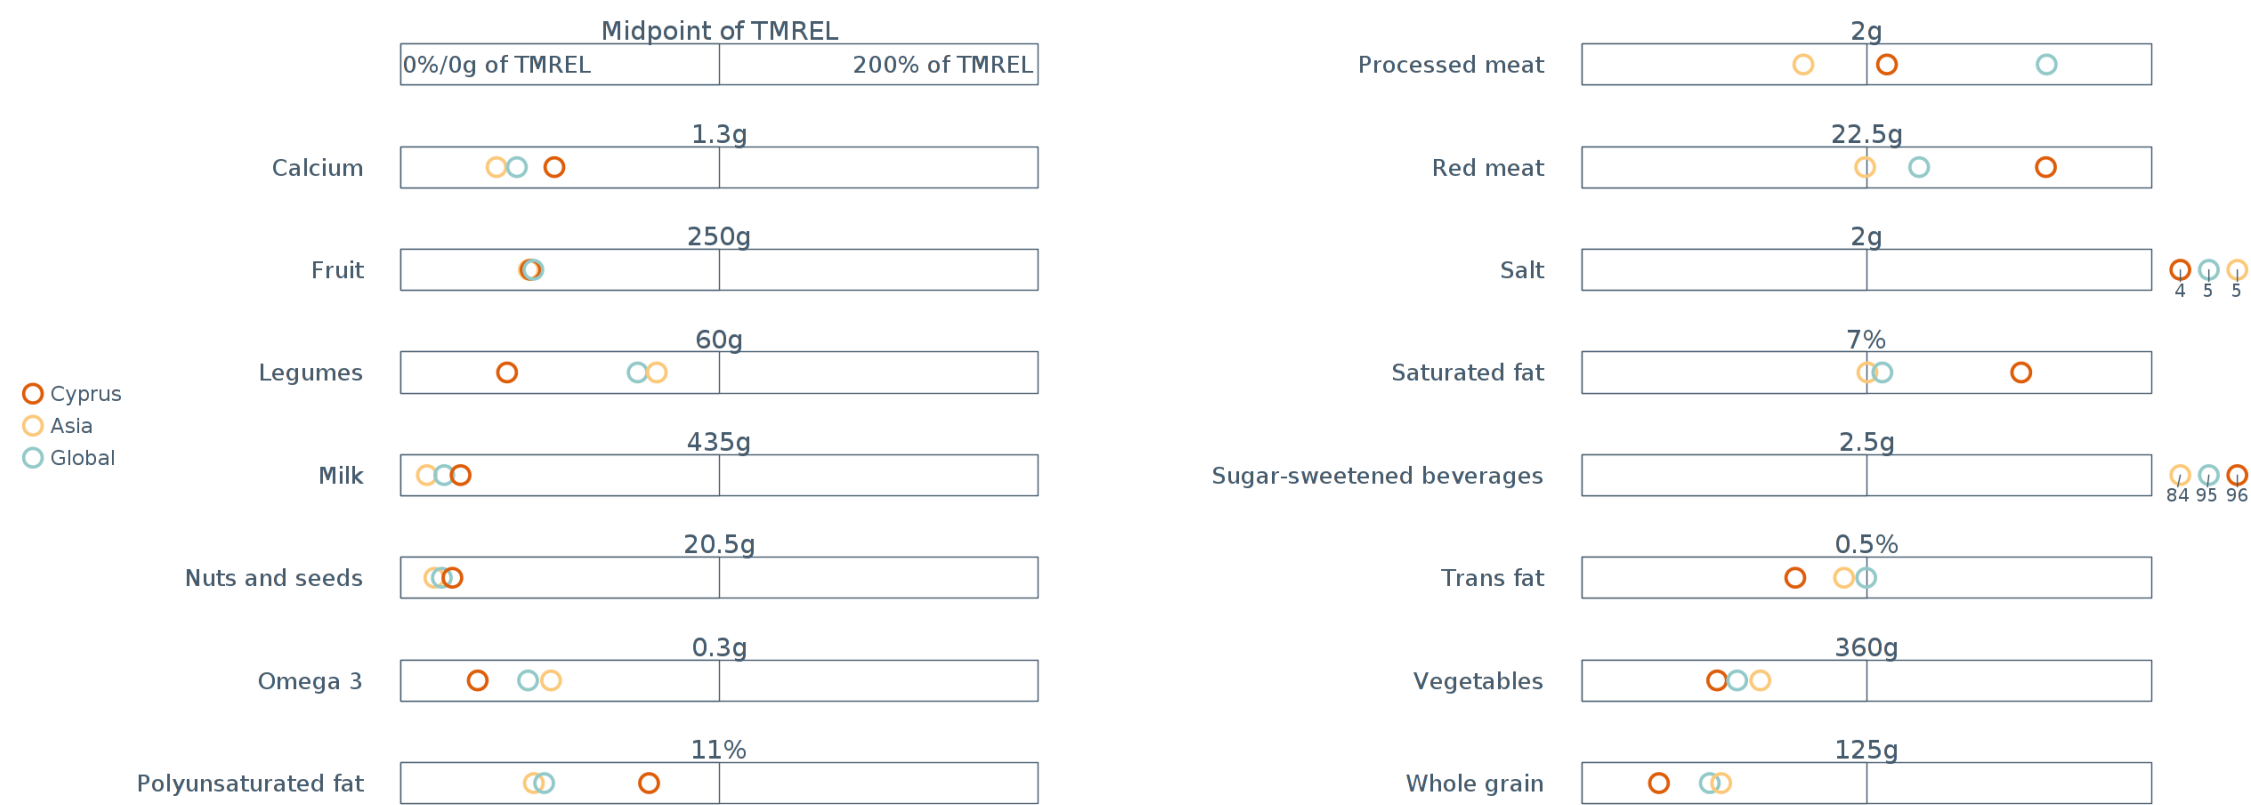 Midpoint of TMREL
0%/0g of TMREL 200% of TMREL
1.3g
Calcium
250g
Fruit
60g
Legumes
435g
Milk
20.5g
Nuts and seeds
0.3g
Omega 3
11%
Polyunsaturated fat
Cyprus
Asia
Global
2g
Processed meat
22.5g
Red meat
2g
Salt
4 5 5
7%
Saturated fat
2.5g
Sugar-sweetened beverages
84 95 96
0.5%
Trans fat
360g
Vegetables
125g
Whole grain